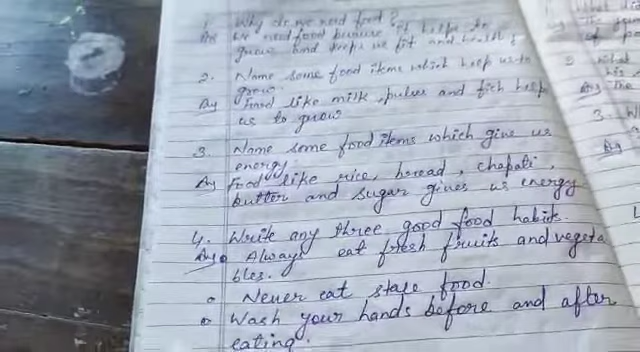 1. Why do we need food?
Ans We need food because it helps to
grow and keeps us fit and healthy
2. Name some food items which help us to
grow.
Ans Food like milk, pulses and fish help
us to grow
3. Name some food items which give us
energy.
Ans Food like rice, bread, chapati,
butter and sugar gives us energy
4. Write any three good food habits.
Ans • Always eat fresh fruits and vegeta
bles.
• Never eat stale food.
• Wash your hands before and after
eating.
3.
Ans